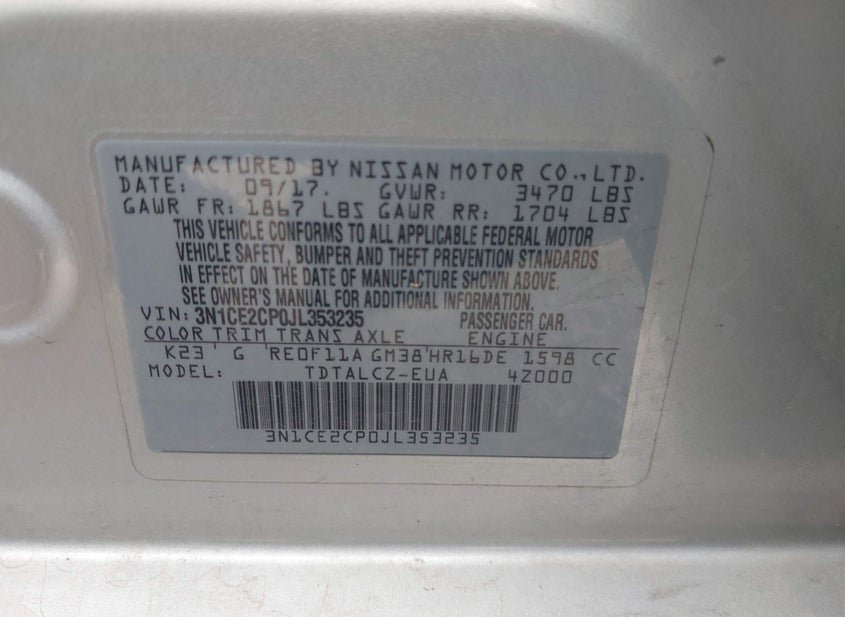 MANUFACTURED BY NISSAN MOTOR CO., LTD.
DATE: 09/17. GVWR: 3470 LBS
GAWR FR: 1867 LBS GAWR RR: 1704 LBS
THIS VEHICLE CONFORMS TO ALL APPLICABLE FEDERAL MOTOR
VEHICLE SAFETY, BUMPER AND THEFT PREVENTION STANDARDS
IN EFFECT ON THE DATE OF MANUFACTURE SHOWN ABOVE.
SEE OWNER'S MANUAL FOR ADDITIONAL INFORMATION.
VIN: 3N1CE2CP0JL353235 PASSENGER CAR.
COLOR TRIM TRANS AXLE ENGINE
K23 G RE0F11A GM38 HR16DE 1598 CC
MODEL: TDTALCZ-EUA 4Z000
3N1CE2CP0JL353235